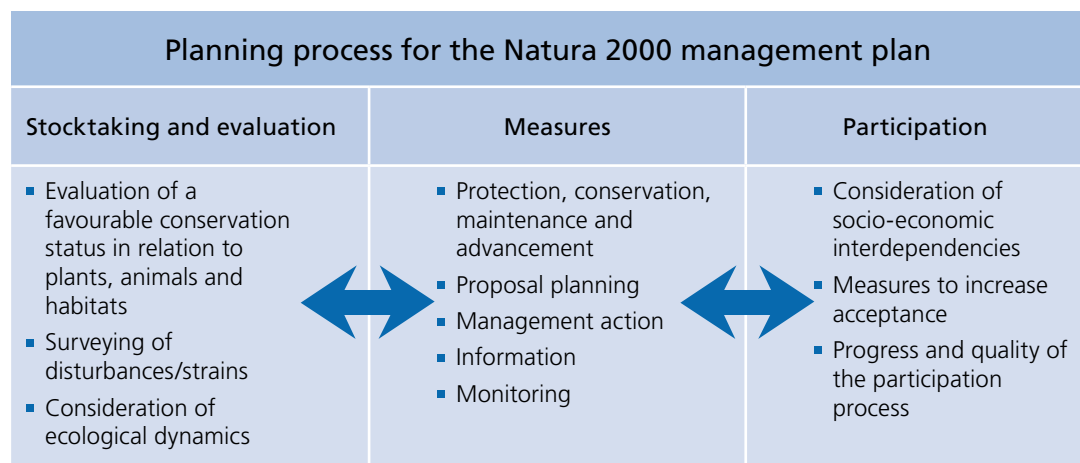 Planning process for the Natura 2000 management plan
Stocktaking and evaluation
Measures
Participation
▪ Evaluation of a
favourable conservation
status in relation to
plants, animals and
habitats
▪ Surveying of
disturbances/strains
▪ Consideration of
ecological dynamics
▪ Protection, conservation,
maintenance and
advancement
▪ Proposal planning
▪ Management action
▪ Information
▪ Monitoring
▪ Consideration of
socio-economic
interdependencies
▪ Measures to increase
acceptance
▪ Progress and quality of
the participation
process